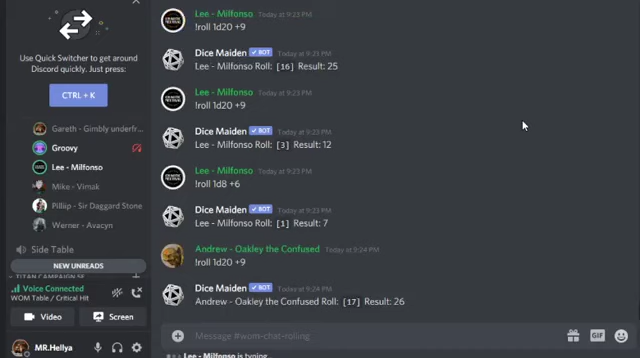 Use Quick Switcher to get around
Discord quickly. Just press:
CTRL + K
Gareth - Gimbly underfr...
Groovy
Lee - Milfonso
Mike - Vimak
Pilliip - Sir Daggard Stone
Werner - Avacyn
Side Table
NEW UNREADS
TITAN CAMPAIGN SE
Voice Connected
WOM Table / Critical Hit
Video
Screen
MR.Hellya
Lee - Milfonso Today at 9:23 PM
!roll 1d20 +9
Dice Maiden BOT Today at 9:23 PM
Lee - Milfonso Roll: [16] Result: 25
Lee - Milfonso Today at 9:23 PM
!roll 1d20 +9
Dice Maiden BOT Today at 9:23 PM
Lee - Milfonso Roll: [3] Result: 12
Lee - Milfonso Today at 9:23 PM
!roll 1d8 +6
Dice Maiden BOT Today at 9:23 PM
Lee - Milfonso Roll: [1] Result: 7
Andrew - Oakley the Confused Today at 9:24 PM
!roll 1d20 +9
Dice Maiden BOT Today at 9:24 PM
Andrew - Oakley the Confused Roll: [17] Result: 26
Message #wom-chat-rolling
GIF
Lee - Milfonso is typing